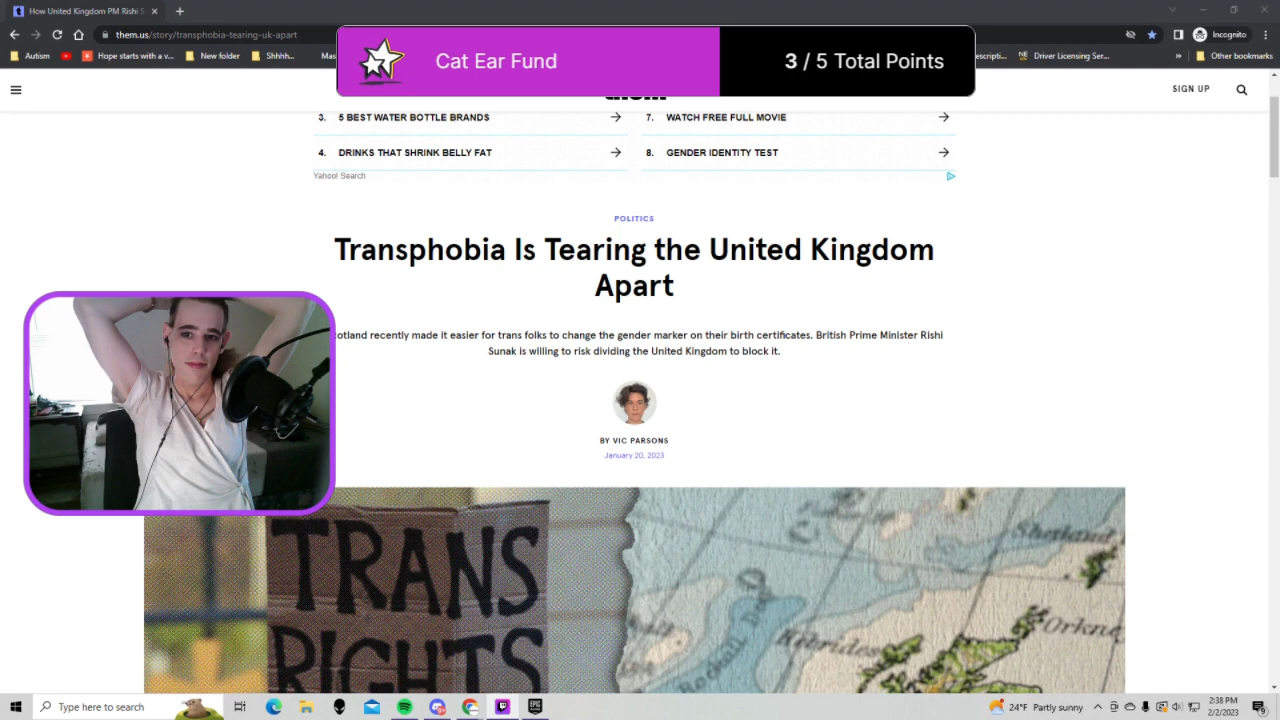 How United Kingdom PM Rishi S
them.us/story/transphobia-tearing-uk-apart
Incognito
Autism
Hope starts with a v...
New folder
Shhhh...
Mas
escriptio...
Driver Licensing Ser...
Other bookmarks
Cat Ear Fund
3 / 5 Total Points
SIGN UP
3. 5 BEST WATER BOTTLE BRANDS
7. WATCH FREE FULL MOVIE
4. DRINKS THAT SHRINK BELLY FAT
8. GENDER IDENTITY TEST
Yahoo! Search
POLITICS
Transphobia Is Tearing the United Kingdom
Apart
cotland recently made it easier for trans folks to change the gender marker on their birth certificates. British Prime Minister Rishi
Sunak is willing to risk dividing the United Kingdom to block it.
BY VIC PARSONS
January 20, 2023
TRANS
RIGHTS
Shetland
Orkne
Hebrides
Type here to search
EPIC
24°F Partly sunny
2:38 PM
2/2/2023